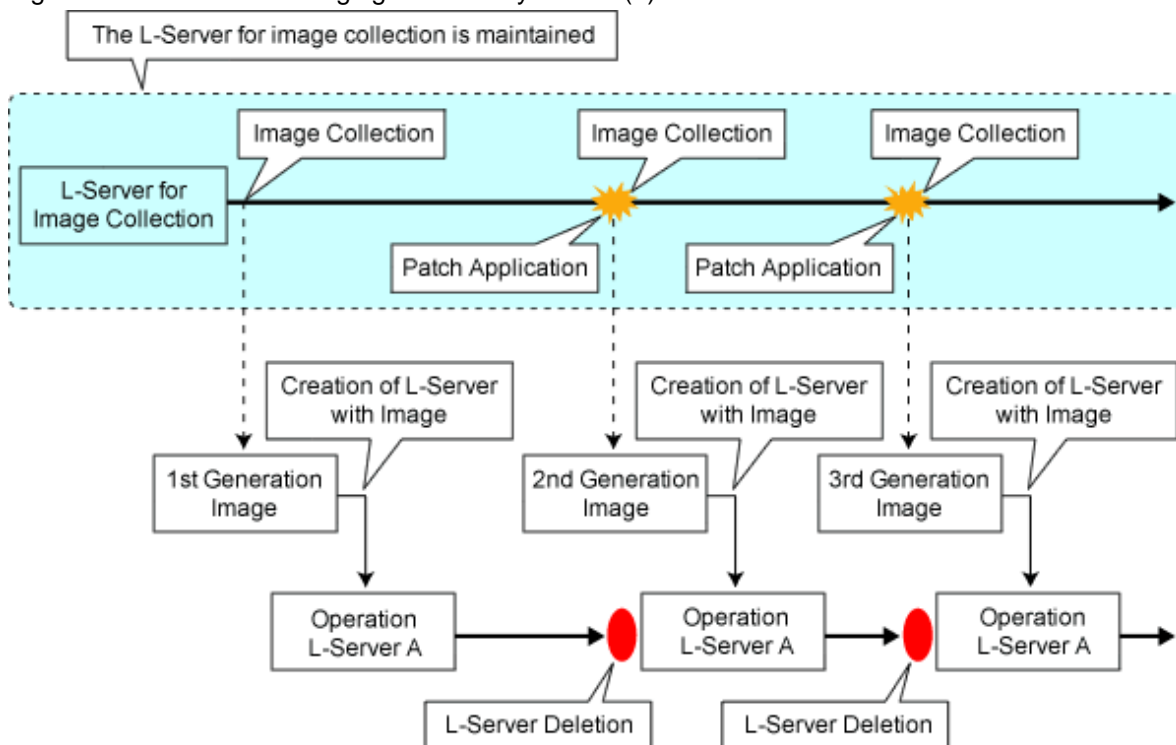 The L-Server for image collection is maintained
Image Collection
Image Collection
Image Collection
L-Server for
Image Collection
Patch Application
Patch Application
Creation of L-Server
with Image
Creation of L-Server
with Image
Creation of L-Server
with Image
1st Generation
Image
2nd Generation
Image
3rd Generation
Image
Operation
L-Server A
Operation
L-Server A
Operation
L-Server A
L-Server Deletion
L-Server Deletion